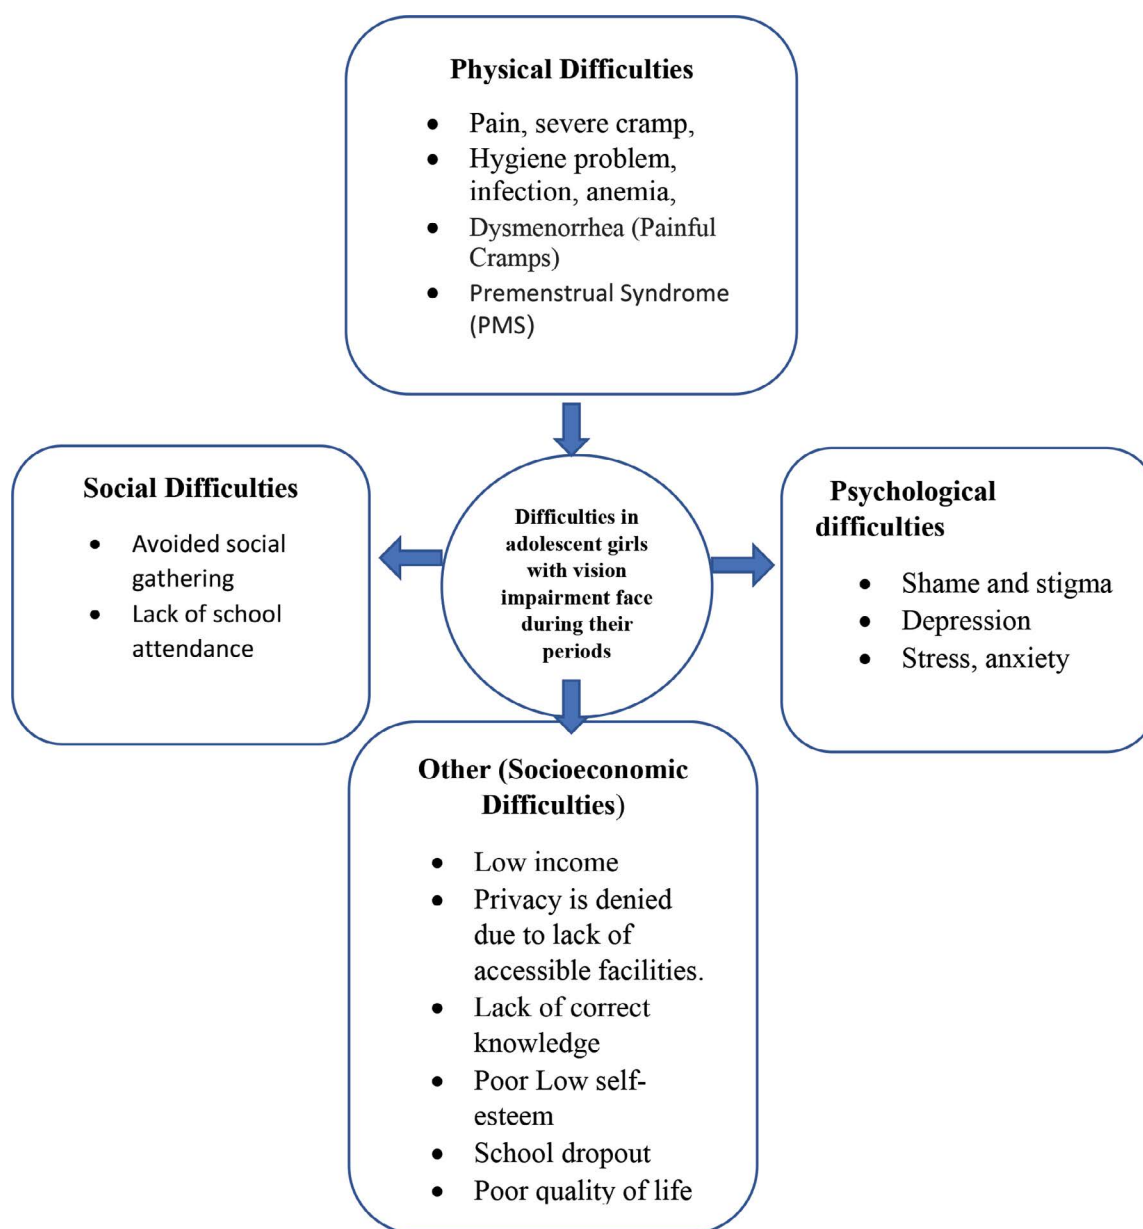 Physical Difficulties
• Pain, severe cramp,
• Hygiene problem,
infection, anemia,
• Dysmenorrhea (Painful
Cramps)
• Premenstrual Syndrome
(PMS)
Social Difficulties
• Avoided social
gathering
• Lack of school
attendance
Difficulties in
adolescent girls
with vision
impairment face
during their
periods
Psychological
difficulties
• Shame and stigma
• Depression
• Stress, anxiety
Other (Socioeconomic
Difficulties)
• Low income
• Privacy is denied
due to lack of
accessible facilities.
• Lack of correct
knowledge
• Poor Low self-
esteem
• School dropout
• Poor quality of life